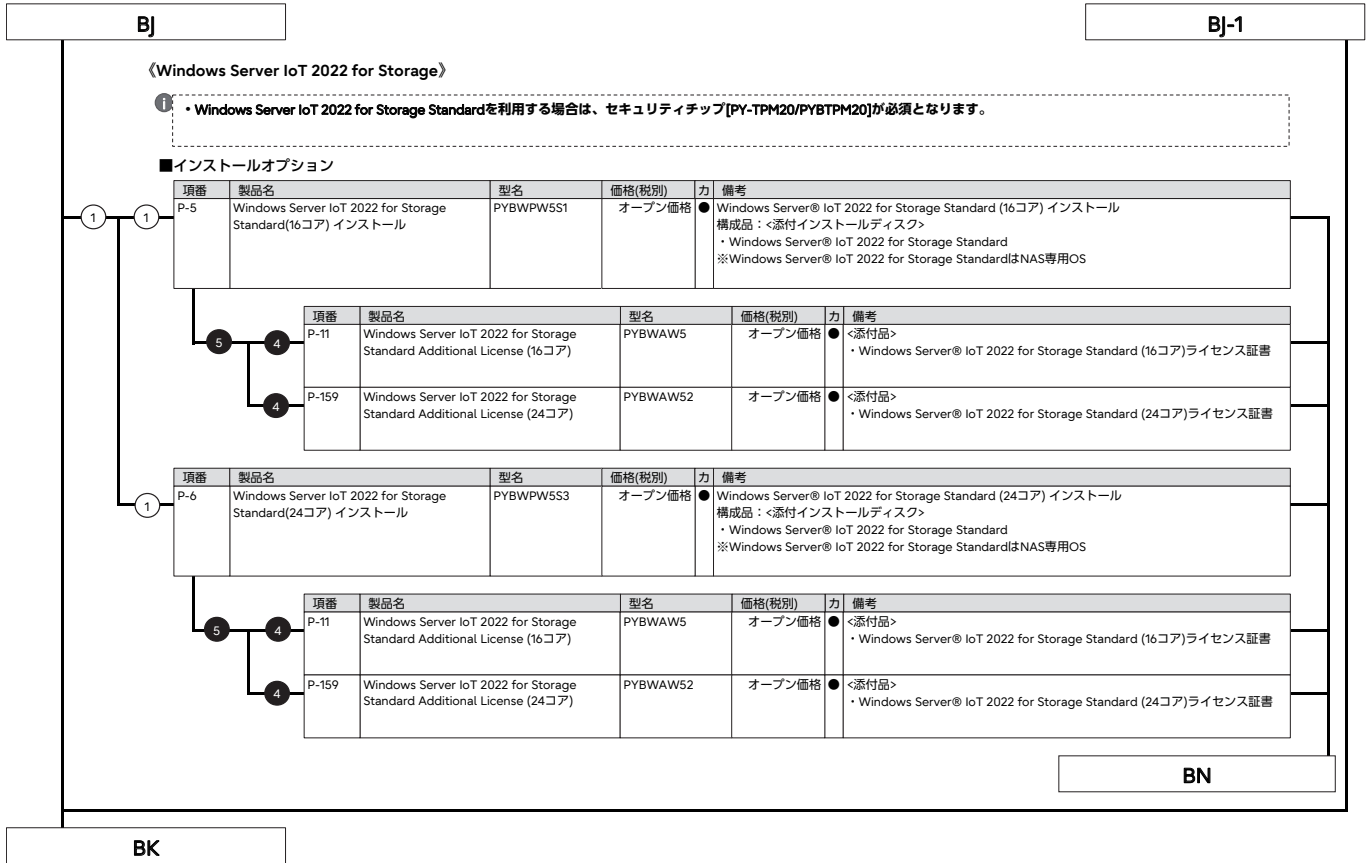 BJ
BJ-1
《Windows Server IoT 2022 for Storage》
i
・Windows Server IoT 2022 for Storage Standardを利用する場合は、セキュリティチップ[PY-TPM20/PYBTPM20]が必須となります。
■インストールオプション
項番 製品名 型名 価格(税別) カ 備考
1 1 P-5 Windows Server IoT 2022 for Storage PYBWPW5S1 オープン価格 ● Windows Server® IoT 2022 for Storage Standard (16コア) インストール
Standard(16コア) インストール 構成品：<添付インストールディスク>
・Windows Server® IoT 2022 for Storage Standard
※Windows Server® IoT 2022 for Storage StandardはNAS専用OS
項番 製品名 型名 価格(税別) カ 備考
5 4 P-11 Windows Server IoT 2022 for Storage PYBWAW5 オープン価格 ● <添付品>
Standard Additional License (16コア) ・Windows Server® IoT 2022 for Storage Standard (16コア)ライセンス証書
4 P-159 Windows Server IoT 2022 for Storage PYBWAW52 オープン価格 ● <添付品>
Standard Additional License (24コア) ・Windows Server® IoT 2022 for Storage Standard (24コア)ライセンス証書
項番 製品名 型名 価格(税別) カ 備考
1 P-6 Windows Server IoT 2022 for Storage PYBWPW5S3 オープン価格 ● Windows Server® IoT 2022 for Storage Standard (24コア) インストール
Standard(24コア) インストール 構成品：<添付インストールディスク>
・Windows Server® IoT 2022 for Storage Standard
※Windows Server® IoT 2022 for Storage StandardはNAS専用OS
項番 製品名 型名 価格(税別) カ 備考
5 4 P-11 Windows Server IoT 2022 for Storage PYBWAW5 オープン価格 ● <添付品>
Standard Additional License (16コア) ・Windows Server® IoT 2022 for Storage Standard (16コア)ライセンス証書
4 P-159 Windows Server IoT 2022 for Storage PYBWAW52 オープン価格 ● <添付品>
Standard Additional License (24コア) ・Windows Server® IoT 2022 for Storage Standard (24コア)ライセンス証書
BN
BK